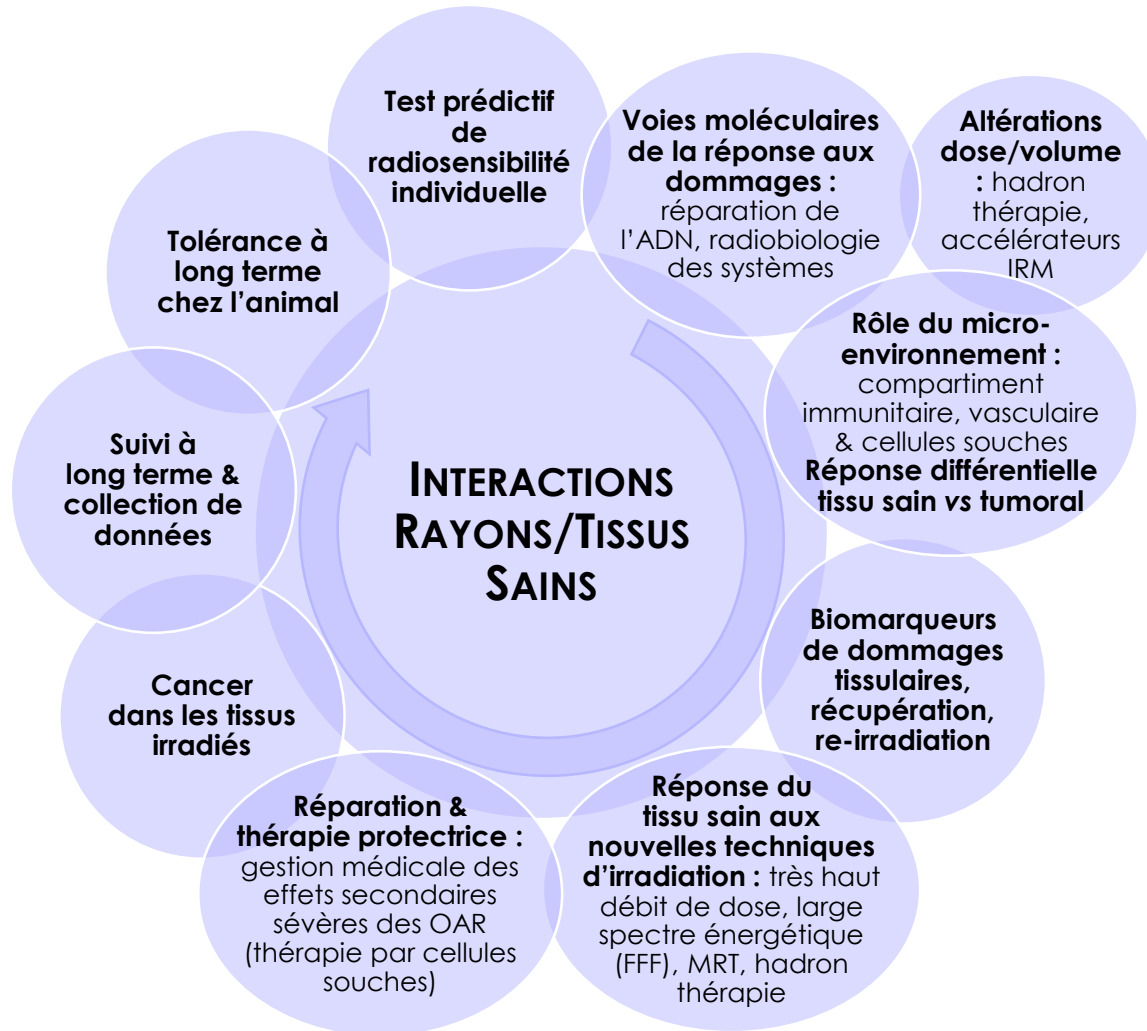 Test prédictif
de
radiosensibilité
individuelle
Voies moléculaires
de la réponse aux
dommages :
réparation de
l’ADN, radiobiologie
des systèmes
Altérations
dose/volume
: hadron
thérapie,
accélérateurs
IRM
Rôle du micro-
environnement :
compartiment
immunitaire, vasculaire
& cellules souches
Réponse différentielle
tissu sain vs tumoral
Biomarqueurs
de dommages
tissulaires,
récupération,
re-irradiation
Réponse du
tissu sain aux
nouvelles techniques
d’irradiation : très haut
débit de dose, large
spectre énergétique
(FFF), MRT, hadron
thérapie
Réparation &
thérapie protectrice :
gestion médicale des
effets secondaires
sévères des OAR
(thérapie par cellules
souches)
Cancer
dans les tissus
irradiés
Suivi à
long terme &
collection de
données
Tolérance à
long terme
chez l’animal
INTERACTIONS
RAYONS/TISSUS
SAINS